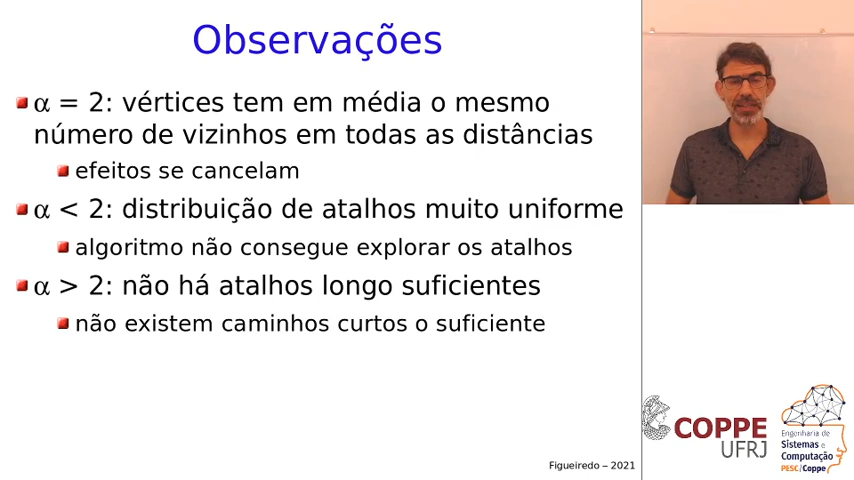 Observações
α = 2: vértices tem em média o mesmo
número de vizinhos em todas as distâncias
efeitos se cancelam
α < 2: distribuição de atalhos muito uniforme
algoritmo não consegue explorar os atalhos
α > 2: não há atalhos longo suficientes
não existem caminhos curtos o suficiente
Figueiredo – 2021
COPPE
UFRJ
Engenharia de
Sistemas e
Computação
PESC/Coppe